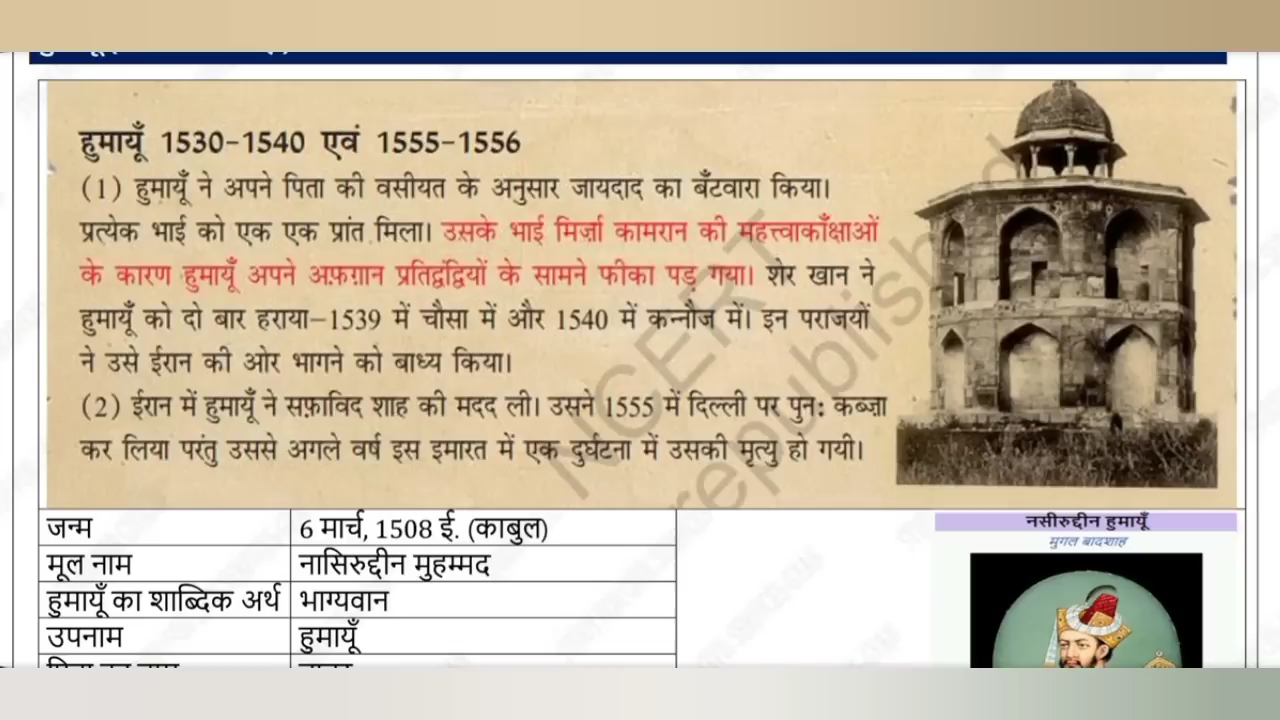 हुमायूँ 1530-1540 एवं 1555-1556
(1) हुमायूँ ने अपने पिता की वसीयत के अनुसार जायदाद का बँटवारा किया।
प्रत्येक भाई को एक एक प्रांत मिला। उसके भाई मिर्ज़ा कामरान की महत्त्वाकाँक्षाओं
के कारण हुमायूँ अपने अफ़ग़ान प्रतिद्वंद्वियों के सामने फीका पड़ गया। शेर खान ने
हुमायूँ को दो बार हराया–1539 में चौसा में और 1540 में कन्नौज में। इन पराजयों
ने उसे ईरान की ओर भागने को बाध्य किया।
(2) ईरान में हुमायूँ ने सफ़ाविद शाह की मदद ली। उसने 1555 में दिल्ली पर पुन: कब्ज़ा
कर लिया परंतु उससे अगले वर्ष इस इमारत में एक दुर्घटना में उसकी मृत्यु हो गयी।
NCERT
republished
जन्म 6 मार्च, 1508 ई. (काबुल)
मूल नाम नासिरुद्दीन मुहम्मद
हुमायूँ का शाब्दिक अर्थ भाग्यवान
उपनाम हुमायूँ
नसीरुद्दीन हुमायूँ
मुगल बादशाह